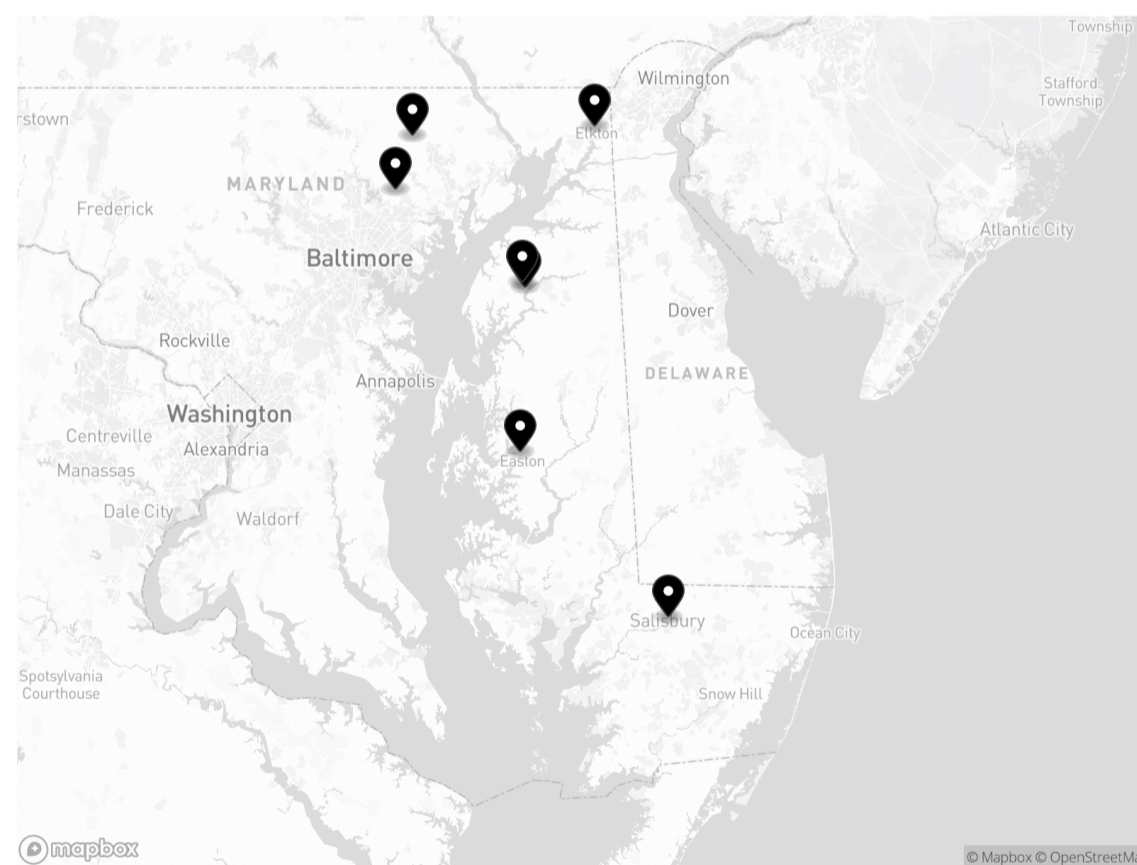 Township
Wilmington
Stafford
Township
rstown
Elkton
MARYLAND
Frederick
Atlantic City
Baltimore
Dover
Rockville
DELAWARE
Annapolis
Washington
Centreville
Alexandria
Manassas
Easton
Dale City
Waldorf
Salisbury
Ocean City
Spotsylvania
Courthouse
Snow Hill
mapbox
© Mapbox © OpenStreetM